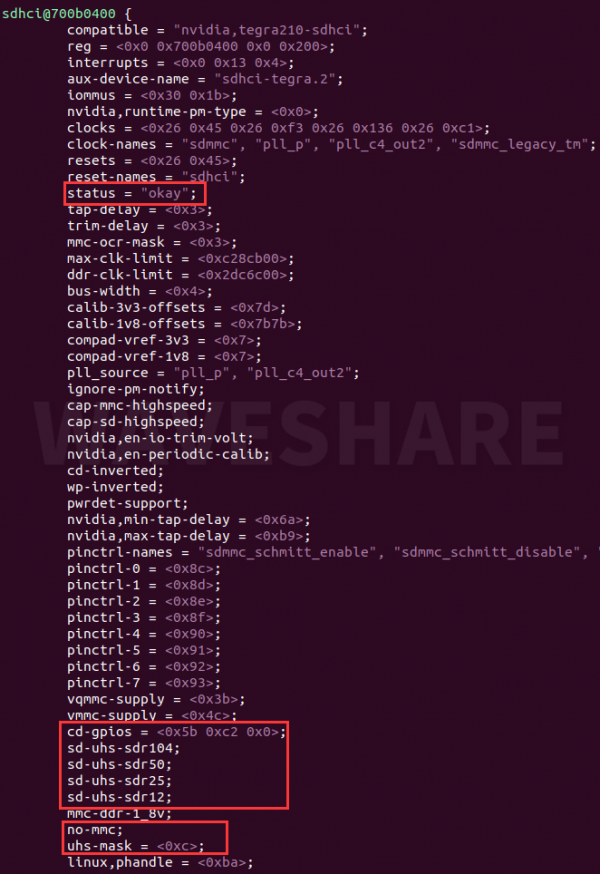 sdhci@700b0400 {
compatible = "nvidia,tegra210-sdhci";
reg = <0x0 0x700b0400 0x0 0x200>;
interrupts = <0x0 0x13 0x4>;
aux-device-name = "sdhci-tegra.2";
iommus = <0x30 0x1b>;
nvidia,runtime-pm-type = <0x0>;
clocks = <0x26 0x45 0x26 0xf3 0x26 0x136 0x26 0xc1>;
clock-names = "sdmmc", "pll_p", "pll_c4_out2", "sdmmc_legacy_tm";
resets = <0x26 0x45>;
reset-names = "sdhci";
status = "okay";
tap-delay = <0x3>;
trim-delay = <0x3>;
mmc-ocr-mask = <0x3>;
max-clk-limit = <0xc28cb00>;
ddr-clk-limit = <0x2dc6c00>;
bus-width = <0x4>;
calib-3v3-offsets = <0x7d>;
calib-1v8-offsets = <0x7b7b>;
compad-vref-3v3 = <0x7>;
compad-vref-1v8 = <0x7>;
pll_source = "pll_p", "pll_c4_out2";
ignore-pm-notify;
cap-mmc-highspeed;
cap-sd-highspeed;
nvidia,en-io-trim-volt;
nvidia,en-periodic-calib;
cd-inverted;
wp-inverted;
pwrdet-support;
nvidia,min-tap-delay = <0x6a>;
nvidia,max-tap-delay = <0xb9>;
pinctrl-names = "sdmmc_schmitt_enable", "sdmmc_schmitt_disable", "
pinctrl-0 = <0x8c>;
pinctrl-1 = <0x8d>;
pinctrl-2 = <0x8e>;
pinctrl-3 = <0x8f>;
pinctrl-4 = <0x90>;
pinctrl-5 = <0x91>;
pinctrl-6 = <0x92>;
pinctrl-7 = <0x93>;
vqmmc-supply = <0x3b>;
vmmc-supply = <0x4c>;
cd-gpios = <0x5b 0xc2 0x0>;
sd-uhs-sdr104;
sd-uhs-sdr50;
sd-uhs-sdr25;
sd-uhs-sdr12;
mmc-ddr-1_8v;
no-mmc;
uhs-mask = <0xc>;
linux,phandle = <0xba>;
WAVESHARE